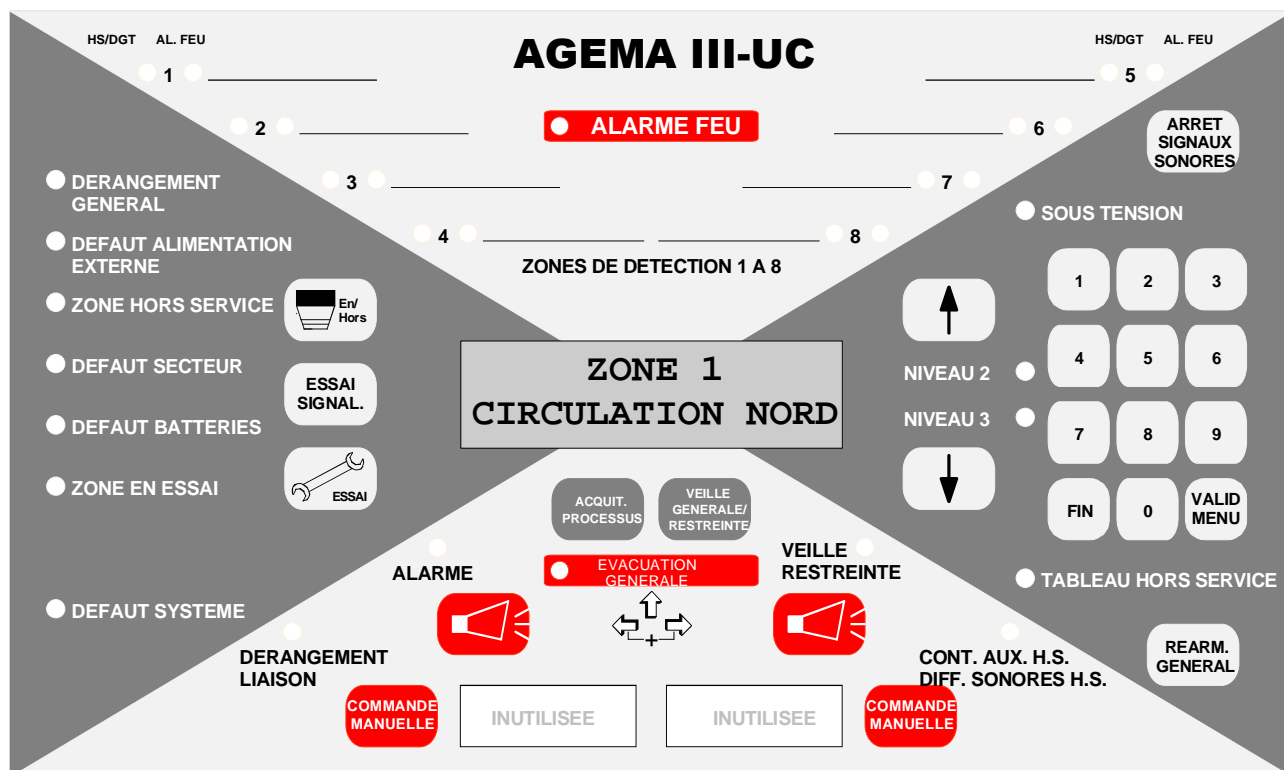 HS/DGT AL. FEU
AGEMA III-UC
HS/DGT AL. FEU
1
5
2
ALARME FEU
6
ARRET
SIGNAUX
SONORES
3
7
4
8
ZONES DE DETECTION 1 A 8
DERANGEMENT
GENERAL
DEFAUT ALIMENTATION
EXTERNE
ZONE HORS SERVICE
En/
Hors
DEFAUT SECTEUR
ESSAI
SIGNAL.
DEFAUT BATTERIES
ZONE EN ESSAI
ESSAI
DEFAUT SYSTEME
ZONE 1
CIRCULATION NORD
SOUS TENSION
1 2 3
4 5 6
7 8 9
FIN 0 VALID
MENU
NIVEAU 2
NIVEAU 3
TABLEAU HORS SERVICE
REARM.
GENERAL
ACQUIT.
PROCESSUS
VEILLE
GENERALE/
RESTREINTE
ALARME
EVACUATION
GENERALE
VEILLE
RESTREINTE
+
DERANGEMENT
LIAISON
CONT. AUX. H.S.
DIFF. SONORES H.S.
COMMANDE
MANUELLE
INUTILISEE
INUTILISEE
COMMANDE
MANUELLE